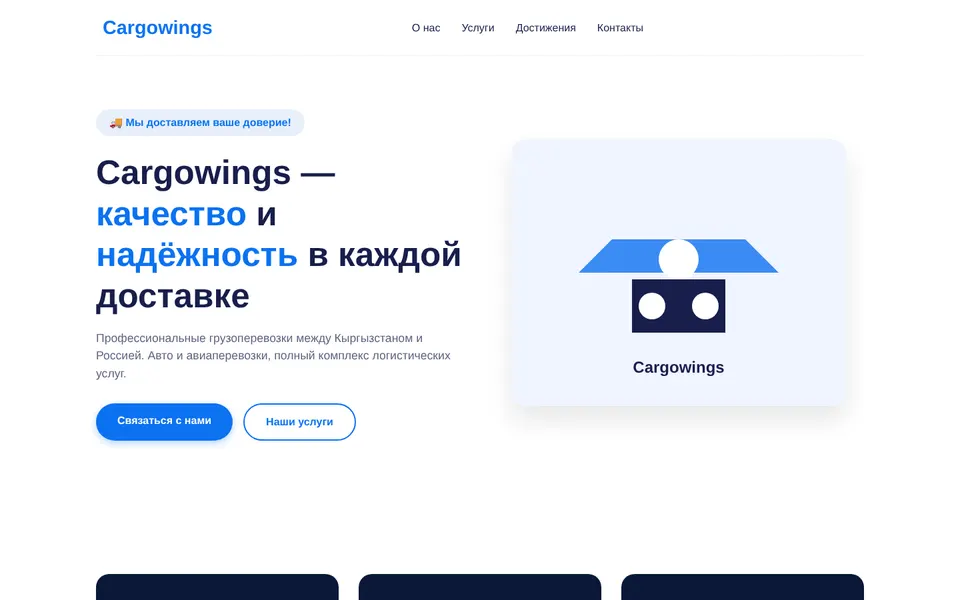 Cargowings
О нас Услуги Достижения Контакты
🚚 Мы доставляем ваше доверие!
Cargowings —
качество и
надёжность в каждой
доставке
Профессиональные грузоперевозки между Кыргызстаном и
Россией. Авто и авиаперевозки, полный комплекс логистических
услуг.
Связаться с нами
Наши услуги
Cargowings